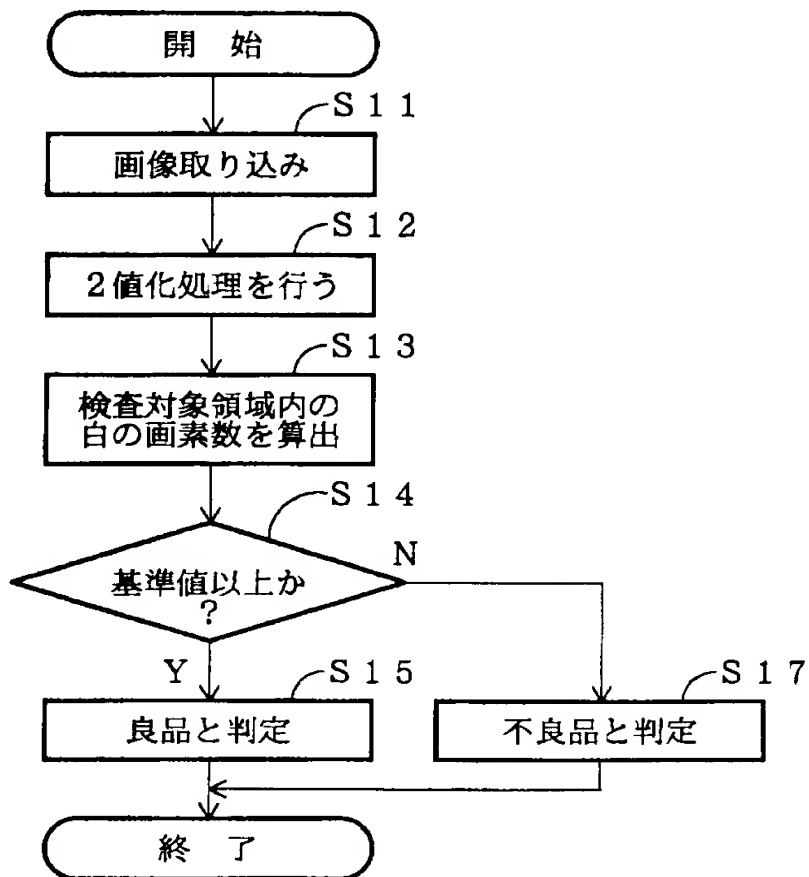 開 始
S11
画像取り込み
S12
2値化処理を行う
S13
検査対象領域内の
白の画素数を算出
S14
基準値以上か
?
N
Y
S15
良品と判定
S17
不良品と判定
終 了